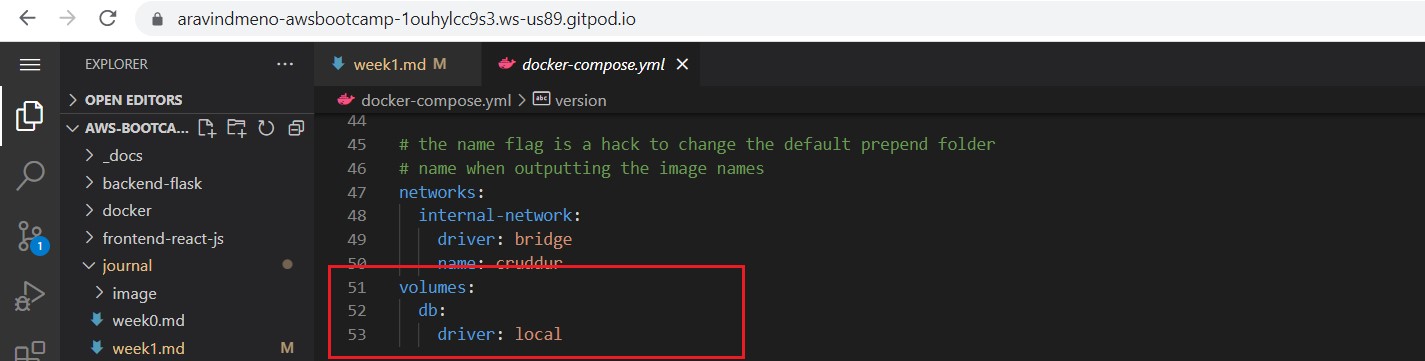 aravindmeno-awsbootcamp-1ouhylcc9s3.ws-us89.gitpod.io
EXPLORER
week1.md M
docker-compose.yml
OPEN EDITORS
docker-compose.yml > version
AWS-BOOTCA...
_docs
backend-flask
docker
frontend-react-js
journal
image
week0.md
week1.md M
1
44
45 # the name flag is a hack to change the default prepend folder
46 # name when outputting the image names
47 networks:
48 internal-network:
49 driver: bridge
50 name: cruddur
51 volumes:
52 db:
53 driver: local